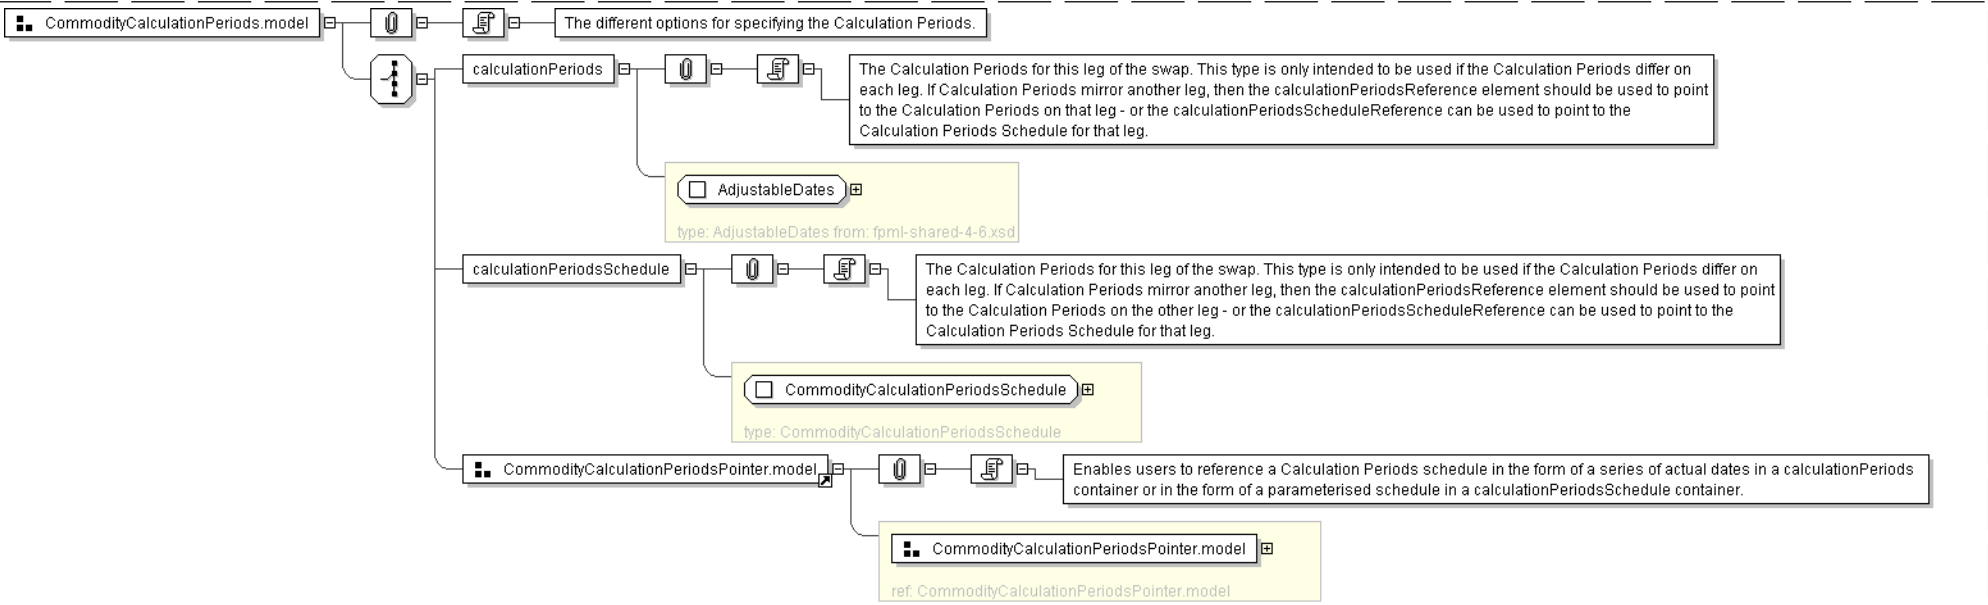 CommodityCalculationPeriods.model
The different options for specifying the Calculation Periods.
calculationPeriods
The Calculation Periods for this leg of the swap. This type is only intended to be used if the Calculation Periods differ on
each leg. If Calculation Periods mirror another leg, then the calculationPeriodsReference element should be used to point
to the Calculation Periods on that leg - or the calculationPeriodsScheduleReference can be used to point to the
Calculation Periods Schedule for that leg.
AdjustableDates
type: AdjustableDates from: fpml-shared-4-6.xsd
calculationPeriodsSchedule
The Calculation Periods for this leg of the swap. This type is only intended to be used if the Calculation Periods differ on
each leg. If Calculation Periods mirror another leg, then the calculationPeriodsReference element should be used to point
to the Calculation Periods on the other leg - or the calculationPeriodsScheduleReference can be used to point to the
Calculation Periods Schedule for that leg.
CommodityCalculationPeriodsSchedule
type: CommodityCalculationPeriodsSchedule
CommodityCalculationPeriodsPointer.model
Enables users to reference a Calculation Periods schedule in the form of a series of actual dates in a calculationPeriods
container or in the form of a parameterised schedule in a calculationPeriodsSchedule container.
CommodityCalculationPeriodsPointer.model
ref: CommodityCalculationPeriodsPointer.model